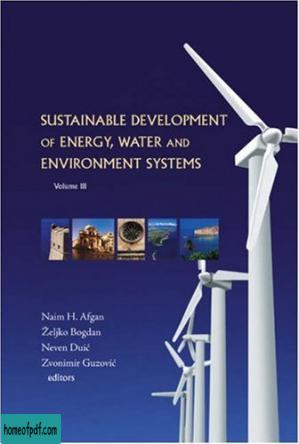 SUSTAINABLE DEVELOPMENT
OF ENERGY, WATER AND
ENVIRONMENT SYSTEMS
Volume III
Naim H. Afgan
Željko Bogdan
Neven Duić
Zvonimir Guzović
editors
homeofpdf.com